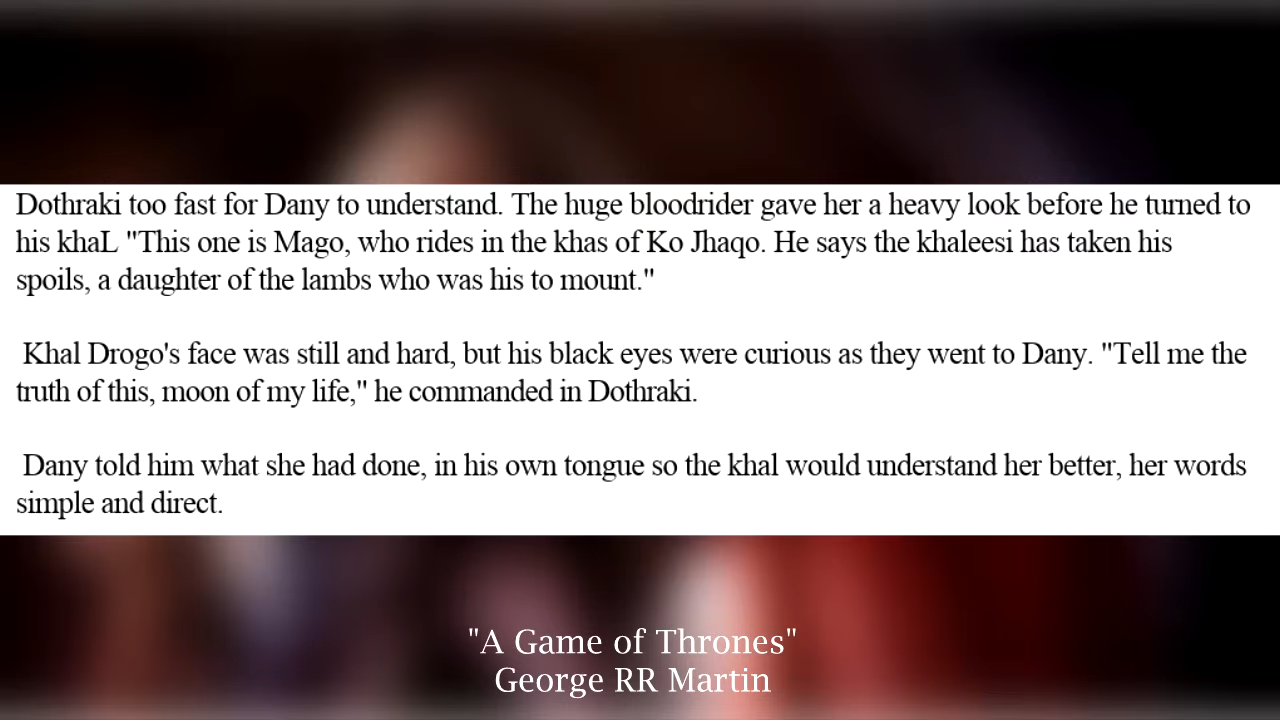 Dothraki too fast for Dany to understand. The huge bloodrider gave her a heavy look before he turned to
his khaL "This one is Mago, who rides in the khas of Ko Jhaqo. He says the khaleesi has taken his
spoils, a daughter of the lambs who was his to mount."
Khal Drogo's face was still and hard, but his black eyes were curious as they went to Dany. "Tell me the
truth of this, moon of my life," he commanded in Dothraki.
Dany told him what she had done, in his own tongue so the khal would understand her better, her words
simple and direct.
"A Game of Thrones"
George RR Martin